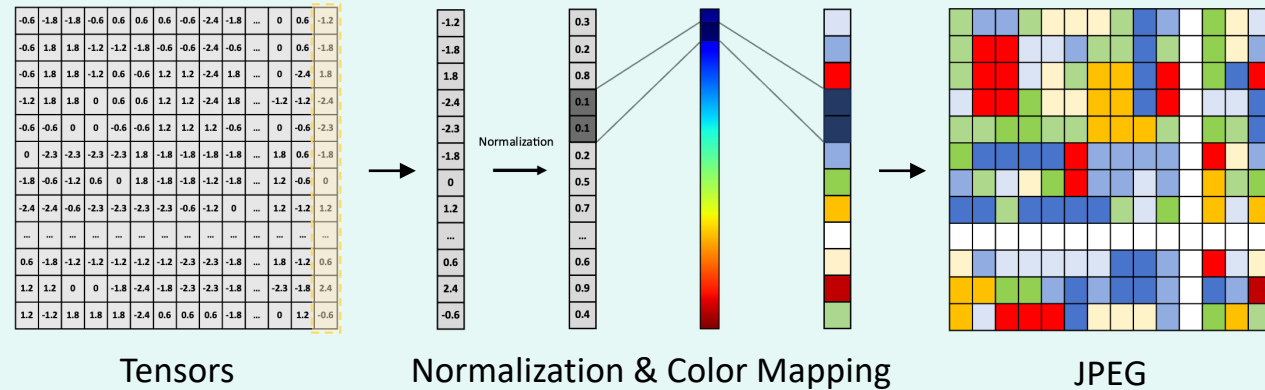 -0.6 -1.8 -1.8 -0.6 0.6 0.6 0.6 -0.6 -2.4 -1.8 ... 0 0.6 -1.2
-0.6 1.8 1.8 -1.2 -1.2 -1.8 -0.6 -0.6 -2.4 -0.6 ... 0 0.6 -1.8
-0.6 1.8 1.8 -1.2 0.6 -0.6 1.2 1.2 -2.4 1.8 ... 0 -2.4 1.8
-1.2 1.8 1.8 0 0.6 0.6 1.2 1.2 -2.4 1.8 ... -1.2 -1.2 -2.4
-0.6 -0.6 0 0 -0.6 -0.6 1.2 1.2 1.2 -0.6 ... 0 -0.6 -2.3
0 -2.3 -2.3 -2.3 -2.3 1.8 -1.8 -1.8 -1.8 -1.8 ... 1.8 0.6 -1.8
-1.8 -0.6 -1.2 0.6 0 1.8 -1.8 -1.8 -1.2 -1.8 ... 1.2 -0.6 0
-2.4 -2.4 -0.6 -2.3 -2.3 -2.3 -2.3 -0.6 -1.2 0 ... 1.2 -1.2 1.2
... ... ... ... ... ... ... ... ... ... ... ... ... ...
0.6 -1.8 -1.2 -1.2 -1.2 -1.2 -1.2 -2.3 -2.3 -1.8 ... 1.8 -1.2 0.6
1.2 1.2 0 0 -1.8 -2.4 -1.8 -2.3 -2.3 -1.8 ... -2.3 -1.8 2.4
1.2 -1.2 1.8 1.8 1.8 -2.4 0.6 0.6 0.6 -1.8 ... 0 1.2 -0.6
Tensors
-1.2
-1.8
1.8
-2.4
-2.3
-1.8
0
1.2
...
0.6
2.4
-0.6
Normalization
0.3
0.2
0.8
0.1
0.1
0.2
0.5
0.7
...
0.6
0.9
0.4
Normalization & Color Mapping
JPEG